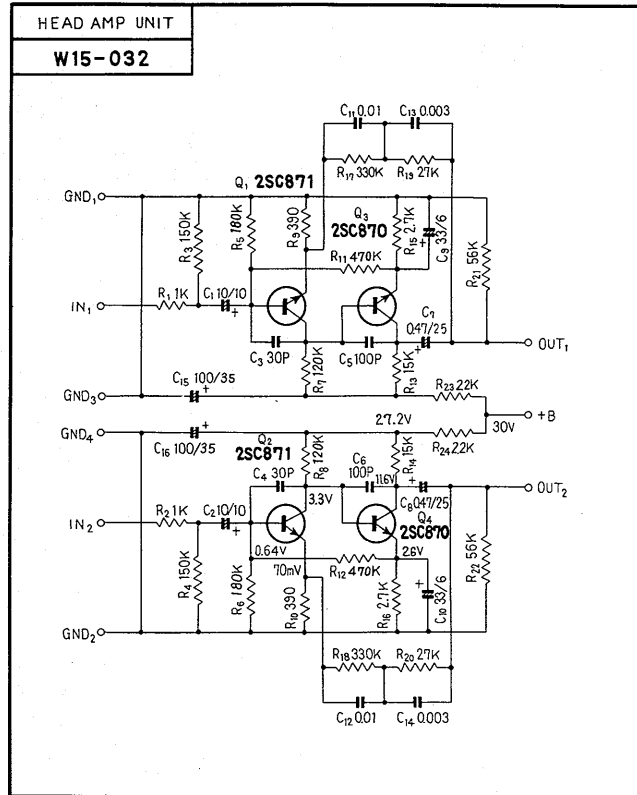 HEAD AMP UNIT
W15-032
C11 0.01
C13 0.003
R17 330K
R19 27K
Q1 2SC871
GND1
R3 150K
R5 180K
R9 390
Q3
2SC870
R15 2.7K
C9 33/6
R11 470K
R21 56K
IN1
R1 1K
C1 10/10
C7
0.47/25
C3 30P
C5 100P
OUT1
R7 120K
R13 15K
C15 100/35
R23 2.2K
GND3
+B
27.2V
30V
GND4
R24 2.2K
C16 100/35
Q2
2SC871
R8 120K
C6
100P
11.6V
R14 15K
C4 30P
OUT2
3.3V
C8 0.47/25
Q4
2SC870
IN2
R2 1K
C2 10/10
0.64V
2.6V
70mV
R12 470K
R4 150K
R6 180K
R10 390
R16 2.7K
C10 33/6
R22 56K
GND2
R18 330K
R20 27K
C12 0.01
C14 0.003